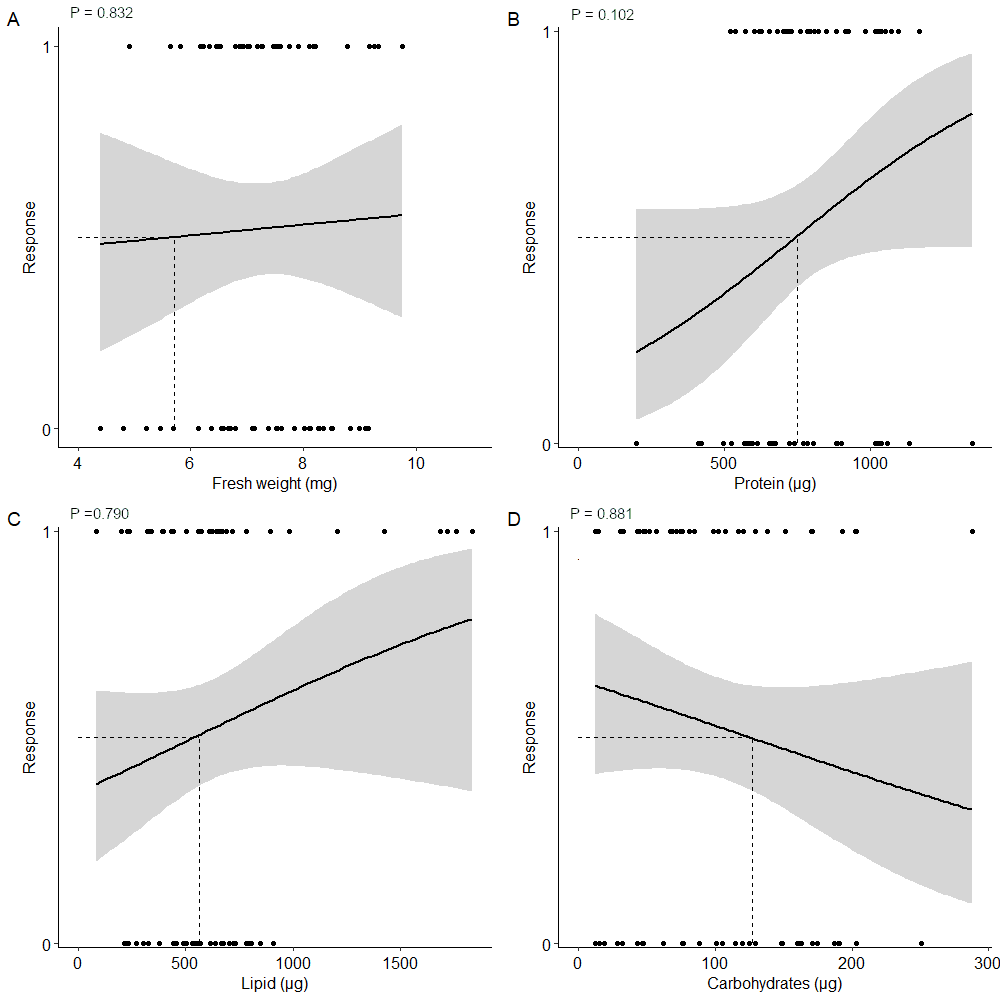 A
P = 0.832
1
Response
0
4
6
8
10
Fresh weight (mg)
B
P = 0.102
1
Response
0
0
500
1000
Protein (µg)
C
P =0.790
1
Response
0
0
500
1000
1500
Lipid (µg)
D
P = 0.881
1
Response
0
0
100
200
300
Carbohydrates (µg)